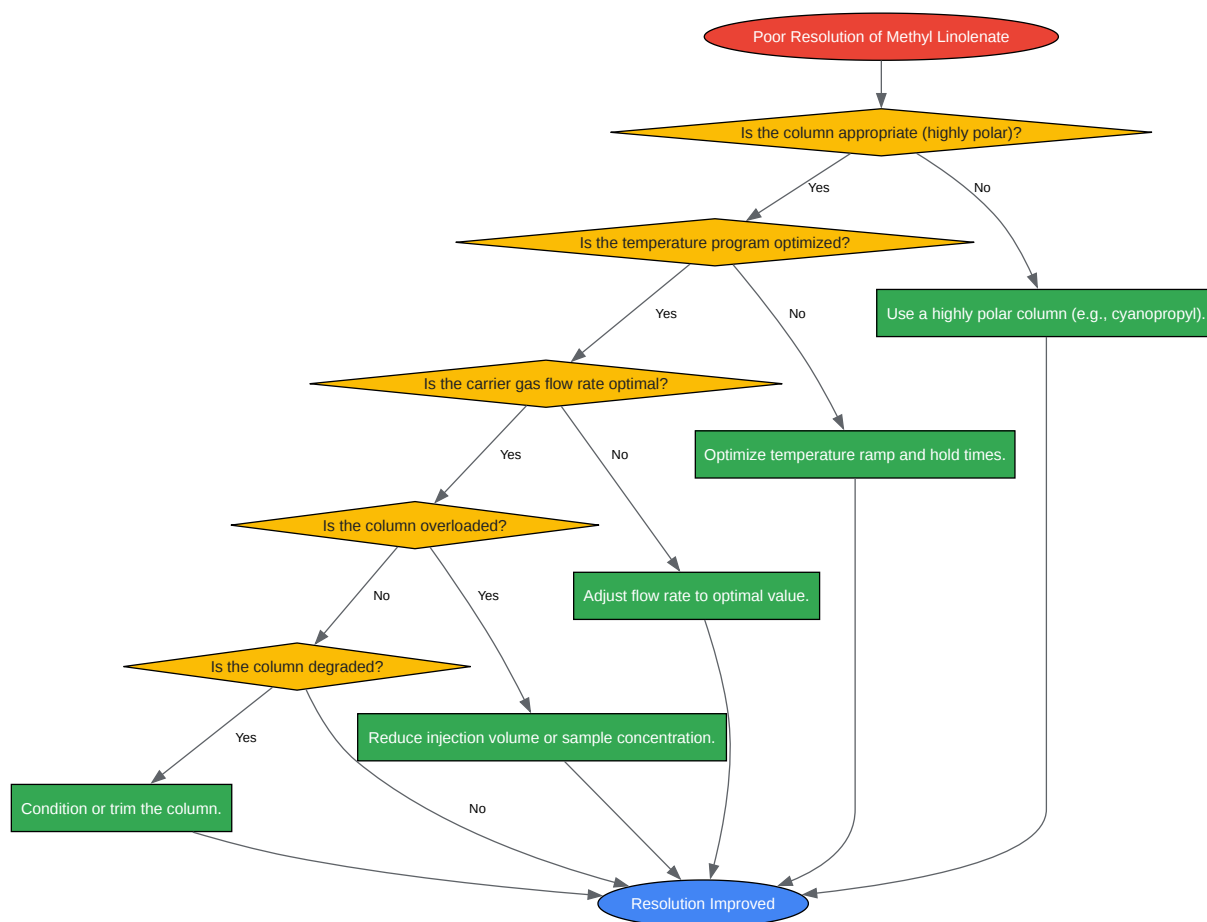 Poor Resolution of Methyl Linolenate
Is the column appropriate (highly polar)?
Yes
No
Is the temperature program optimized?
Yes
No
Use a highly polar column (e.g., cyanopropyl).
Is the carrier gas flow rate optimal?
Yes
No
Optimize temperature ramp and hold times.
Is the column overloaded?
No
Yes
Adjust flow rate to optimal value.
Is the column degraded?
Yes
No
Reduce injection volume or sample concentration.
Condition or trim the column.
Resolution Improved